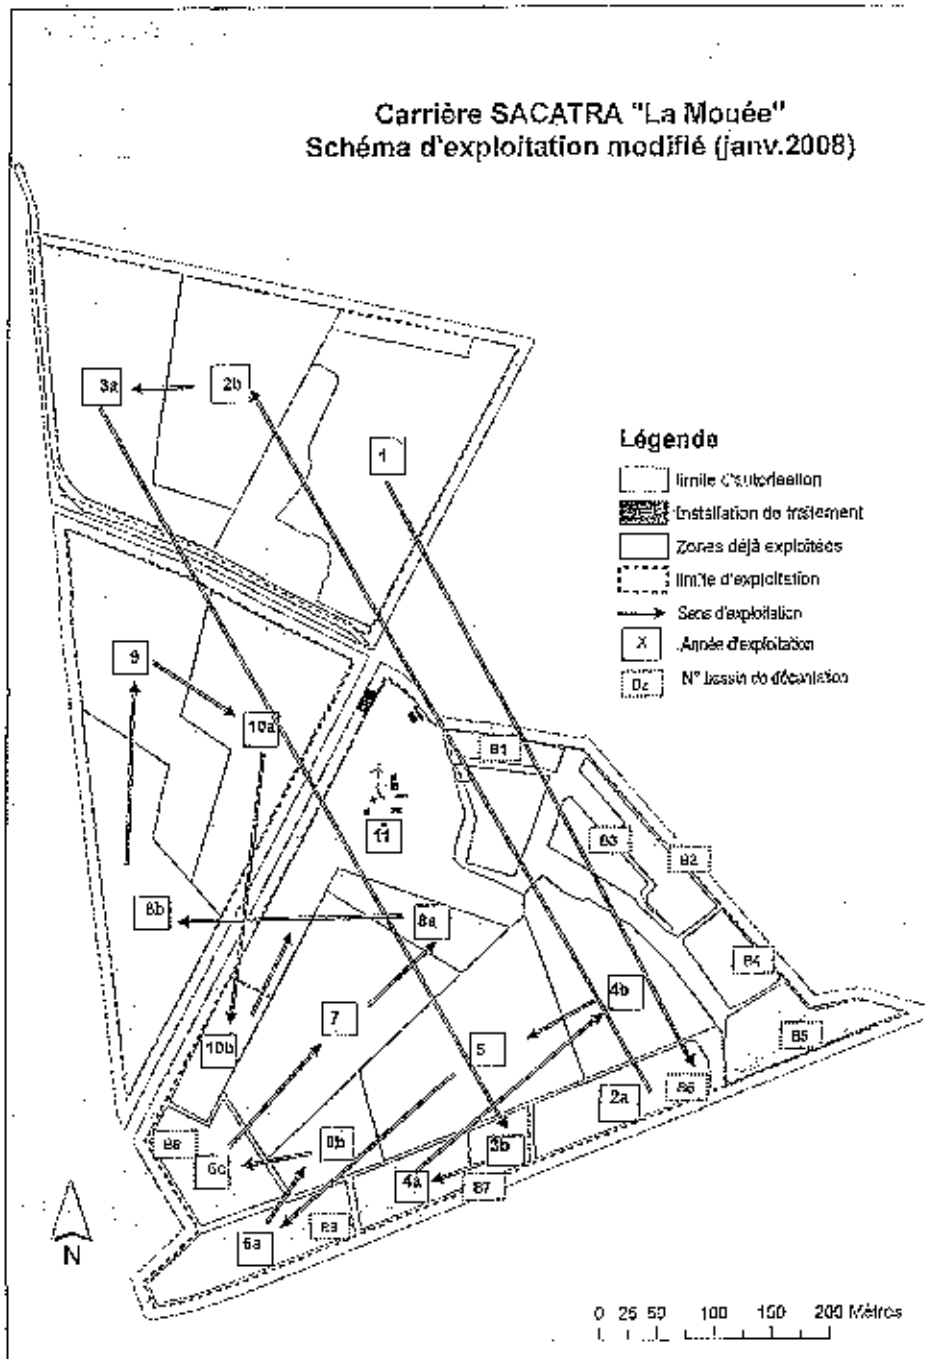 Carrière SACATRA "La Mouée"
Schéma d'exploitation modifié (janv.2008)
3a
2b
1
Légende
limite d'autorisation
Installation de traitement
Zones déjà exploitées
limite d'exploitation
Sens d'exploitation
X
Année d'exploitation
N° bassin de décantation
9
10a
B1
11
B3
B2
8b
8a
B4
4b
7
B5
10b
5
B6
2a
6b
3b
6c
4a
B7
6a
N
0 25 50 100 150 200 Mètres